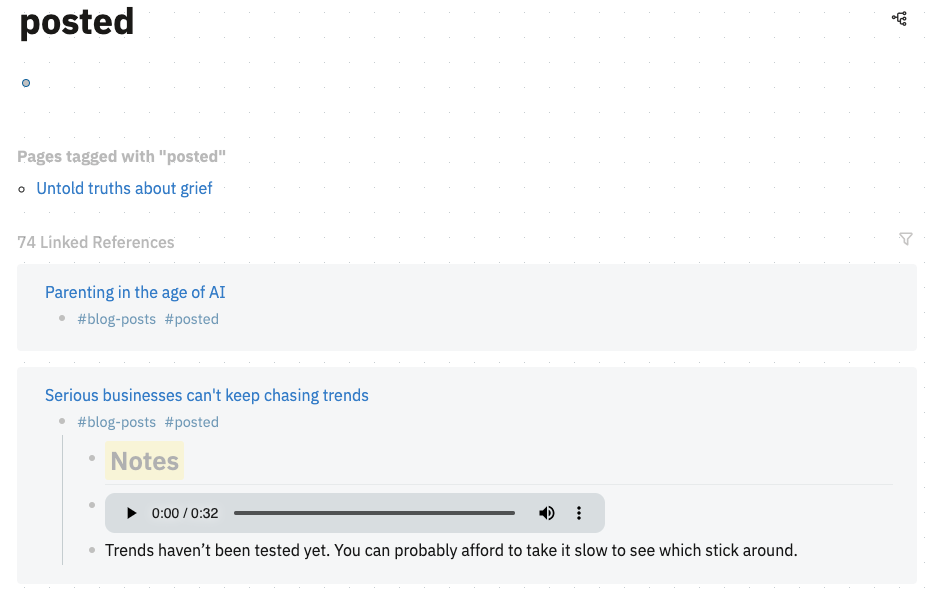 posted
Pages tagged with "posted"
Untold truths about grief
74 Linked References
Parenting in the age of AI
#blog-posts #posted
Serious businesses can't keep chasing trends
#blog-posts #posted
Notes
0:00 / 0:32
Trends haven’t been tested yet. You can probably afford to take it slow to see which stick around.